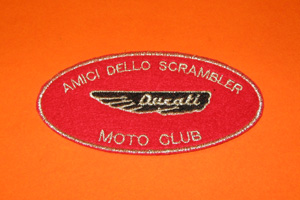 AMICI DELLO SCRAMBLER
Ducati
MOTO CLUB